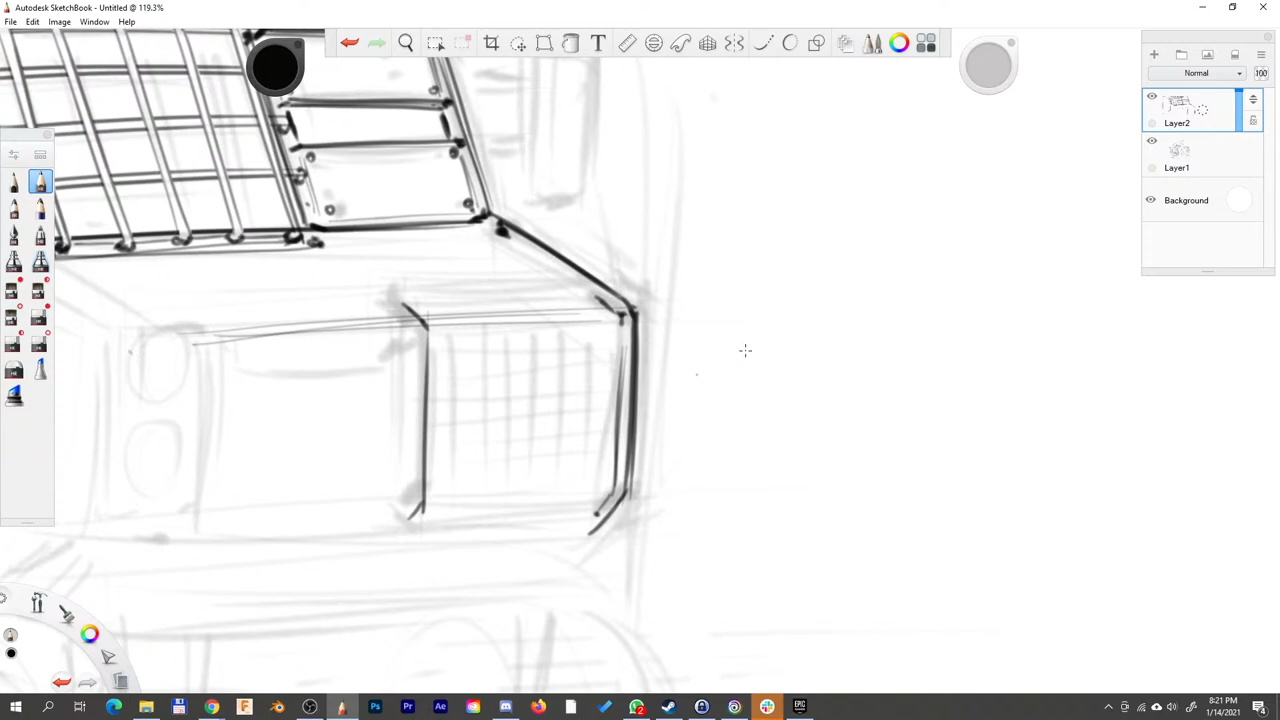 Autodesk SketchBook - Untitled @ 119.3%
File Edit Image Window Help
Normal
100
Layer2
Layer1
Background
8:21 PM
1/14/2021